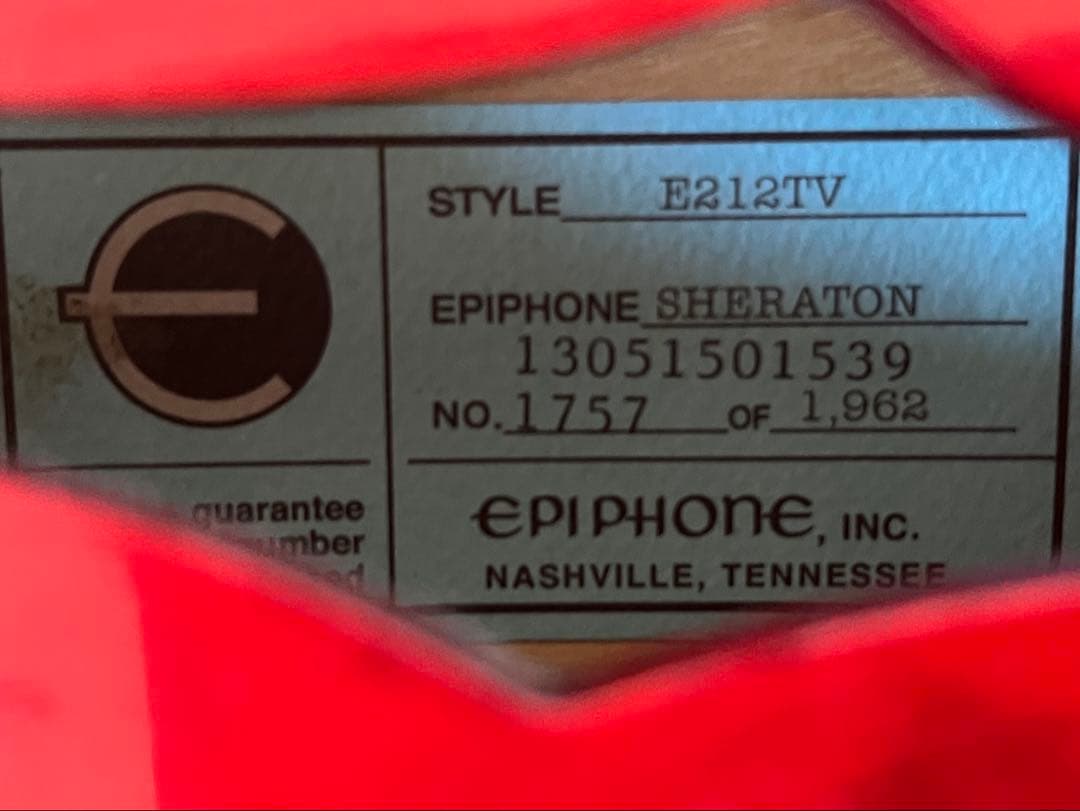 STYLE E212TV
EPIPHONE SHERATON
13051501539
NO. 1757 OF 1,962
guarantee
EPIPHONE, INC.
NASHVILLE, TENNESSEE